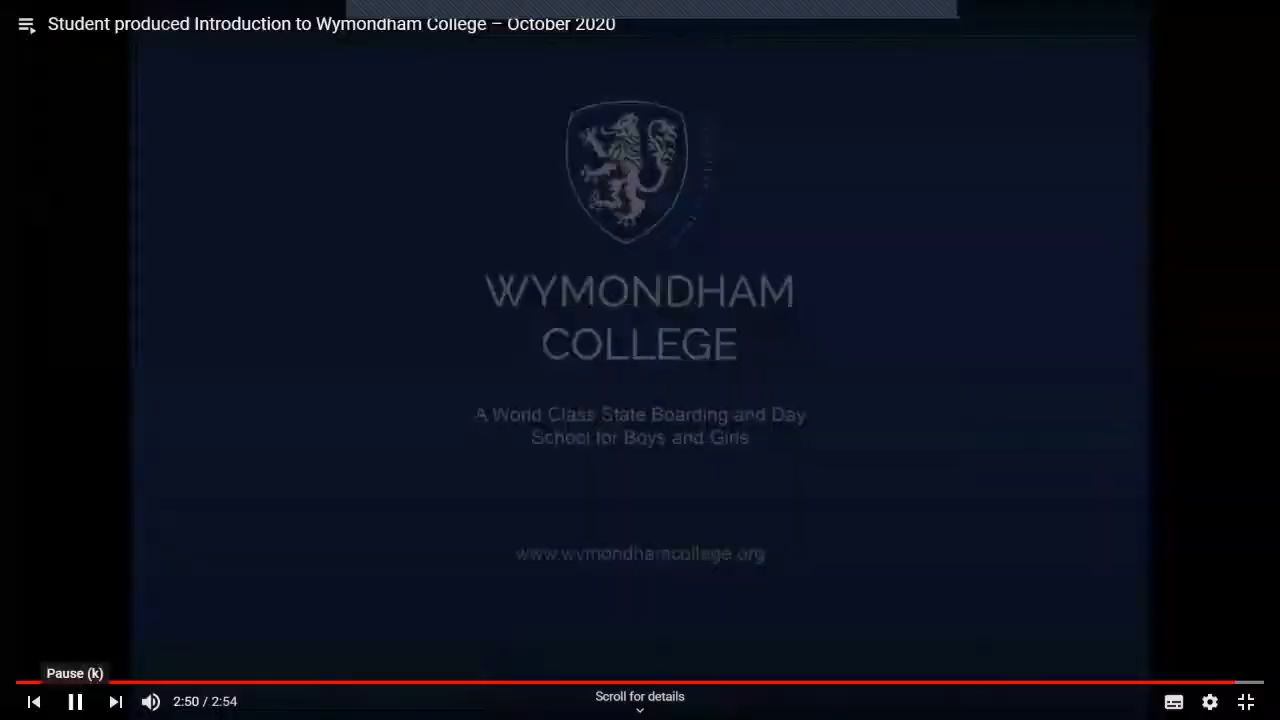 Student produced Introduction to Wymondham College – October 2020
WYMONDHAM
COLLEGE
A World Class State Boarding and Day
School for Boys and Girls
www.wymondhamcollege.org
Pause (k)
2:50 / 2:54
Scroll for details